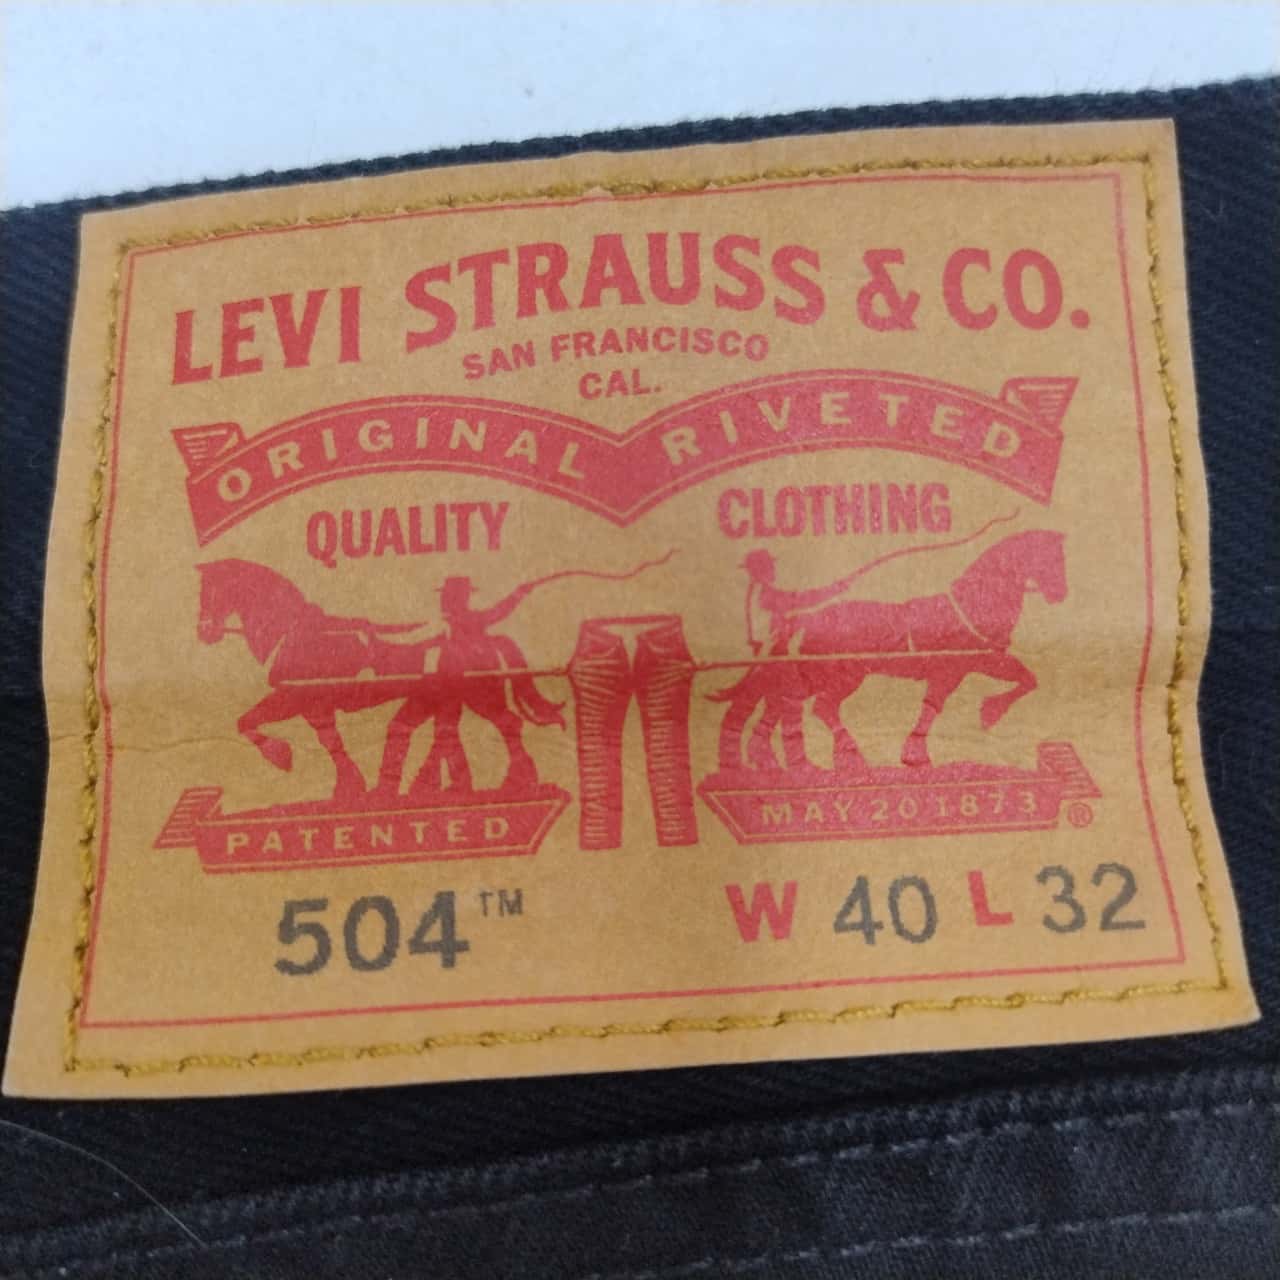 LEVI STRAUSS & CO.
SAN FRANCISCO
CAL.
ORIGINAL RIVETED
QUALITY CLOTHING
PATENTED MAY 20 1873 ®
504™ W 40 L 32